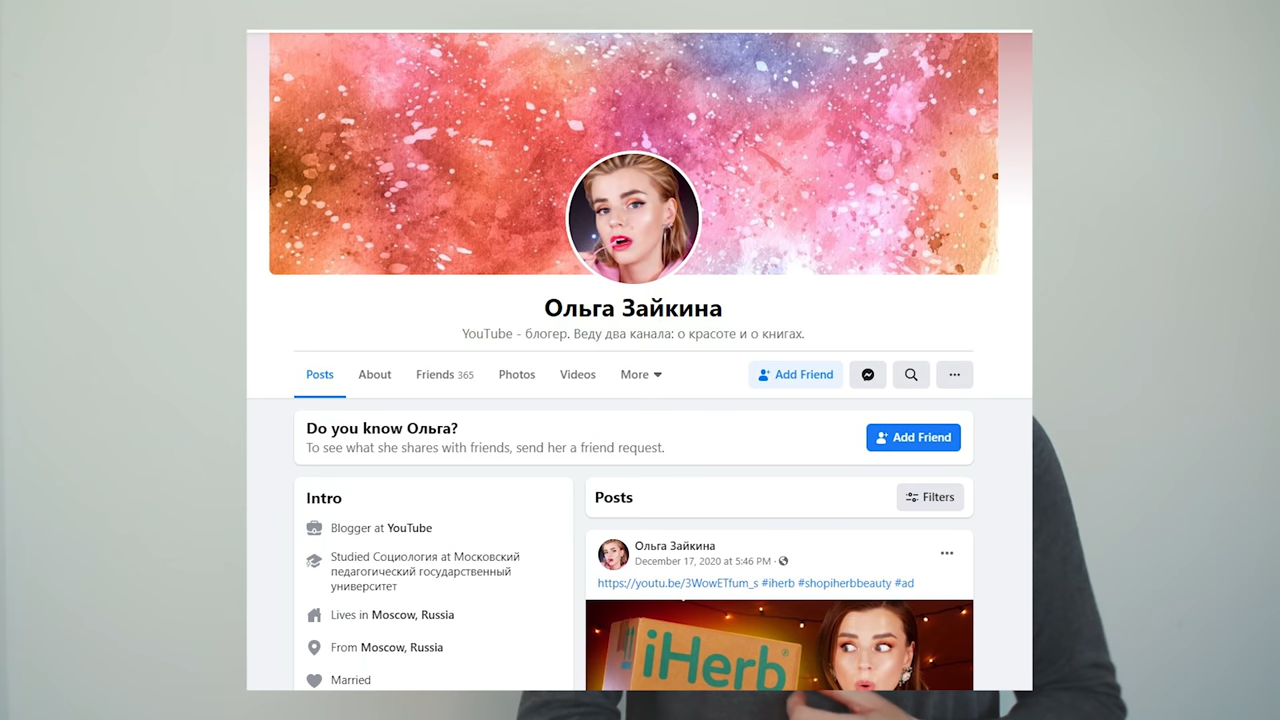 Ольга Зайкина
YouTube - блогер. Веду два канала: о красоте и о книгах.
Posts
About
Friends 365
Photos
Videos
More
Add Friend
Do you know Ольга?
To see what she shares with friends, send her a friend request.
Add Friend
Intro
Blogger at YouTube
Studied Социология at Московский
педагогический государственный
университет
Lives in Moscow, Russia
From Moscow, Russia
Married
Posts
Filters
Ольга Зайкина
December 17, 2020 at 5:46 PM ·
https://youtu.be/3WowETfum_s #iherb #shopiherbbeauty #ad
iHerb®